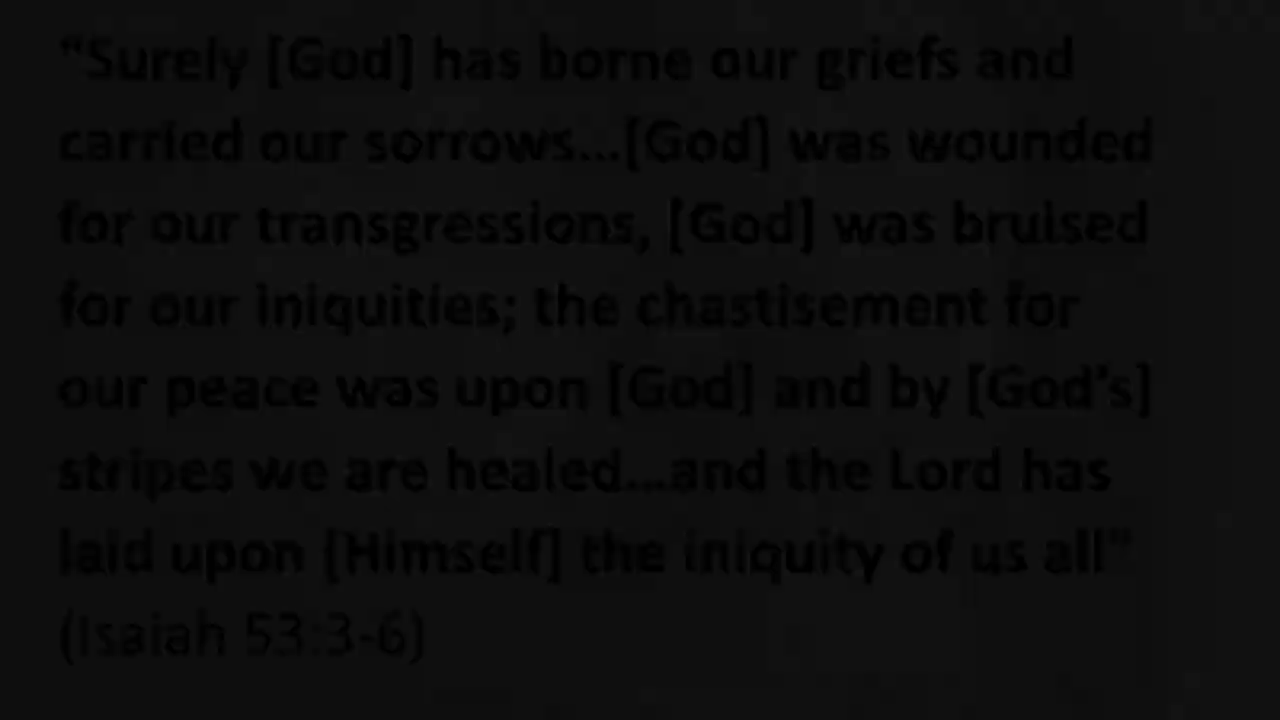 "Surely [God] has borne our griefs and
carried our sorrows...[God] was wounded
for our transgressions, [God] was bruised
for our iniquities; the chastisement for
our peace was upon [God] and by [God's]
stripes we are healed...and the Lord has
laid upon [Himself] the iniquity of us all"
(Isaiah 53:3-6)